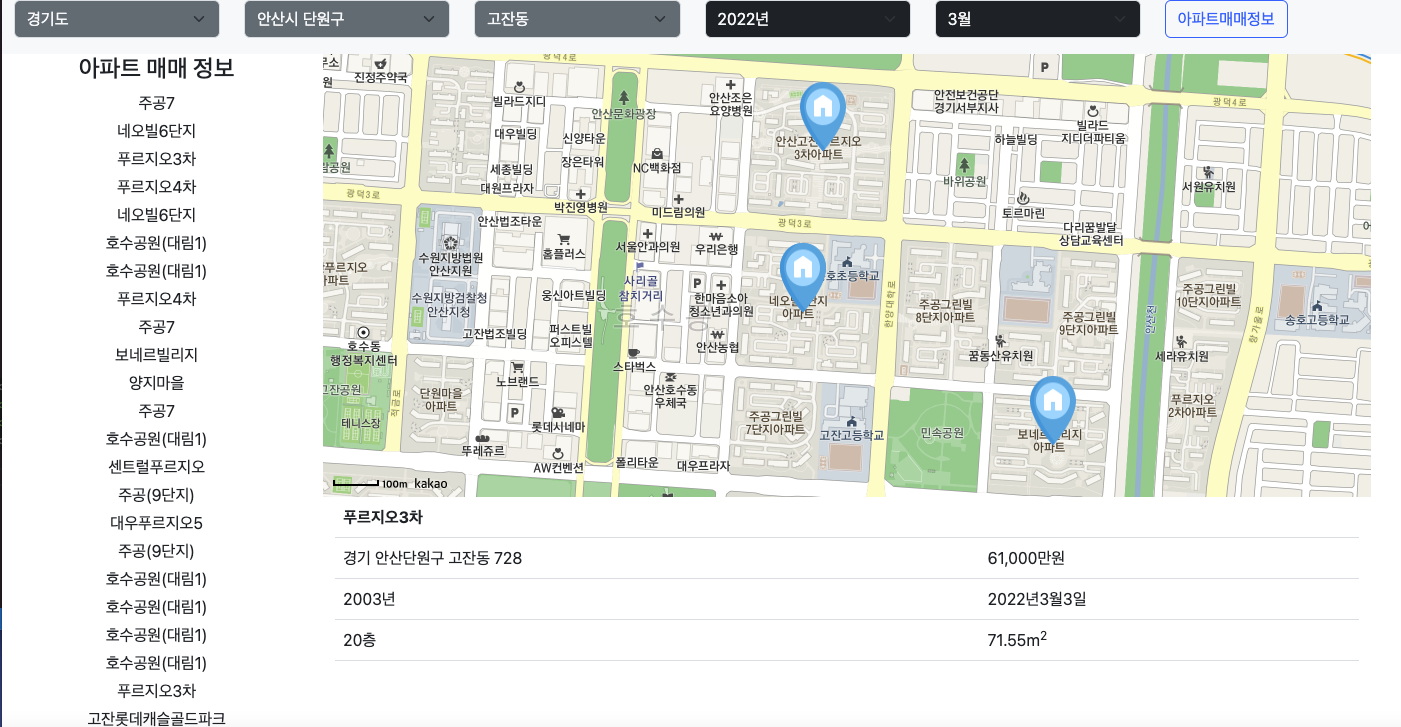 경기도
안산시 단원구
고잔동
2022년
3월
아파트매매정보
아파트 매매 정보
주공7
네오빌6단지
푸르지오3차
푸르지오4차
네오빌6단지
호수공원(대림1)
호수공원(대림1)
푸르지오4차
주공7
보네르빌리지
양지마을
주공7
호수공원(대림1)
센트럴푸르지오
주공(9단지)
대우푸르지오5
주공(9단지)
호수공원(대림1)
호수공원(대림1)
호수공원(대림1)
호수공원(대림1)
푸르지오3차
고잔롯데캐슬골드파크
진정주약국
광덕4로
빌라드지디
안산문화광장
안산조은
요양병원
P
안전보건공단
경기서부지사
광덕4로
빌라드
지디더파티움
대우빌딩
신양타운
하늘빌딩
3차아파트
세종빌딩
장은타워
NC백화점
대원프라자
바위공원
서원유치원
광덕3로
박진영병원
미드림의원
토르마린
안산법조타운
광덕3로
다리꿈발달
상담교육센터
수원지방법원
안산지원
홈플러스
서울안과의원
우리은행
푸르지오
아파트
호초등학교
사리골
참치거리
P
수원지방검찰청
안산지청
웅신아트빌딩
한마음소아
청소년과의원
아파트
한양대학로
주공그린빌
8단지아파트
주공그린빌
9단지아파트
안산천
주공그린빌
10단지아파트
송호초등학교
항가울로
고잔법조빌딩
퍼스트빌
오피스텔
호수동
행정복지센터
안산농협
꿈동산유치원
세라유치원
스타벅스
노브랜드
고잔공원
단원마을
아파트
적금로
안산호수동
우체국
푸르지오
2차아파트
테니스장
P
롯데시네마
주공그린빌
7단지아파트
고잔고등학교
민속공원
아파트
뚜레쥬르
AW컨벤션
폴리타운
대우프라자
100m kakao
푸르지오3차
경기 안산단원구 고잔동 728
61,000만원
2003년
2022년3월3일
20층
71.55m2